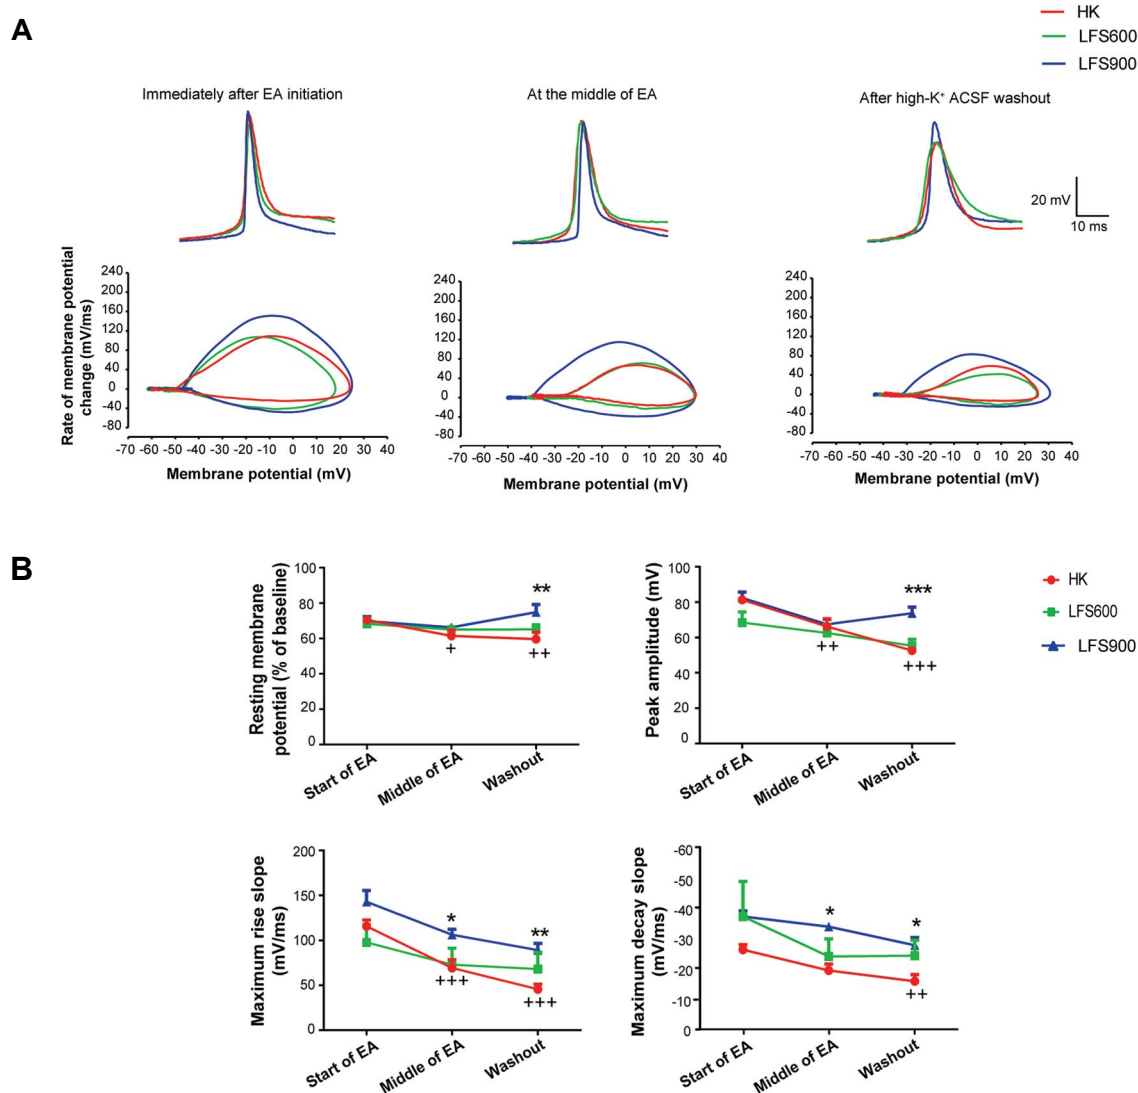 A
HK
LFS600
LFS900
Immediately after EA initiation
At the middle of EA
After high-K⁺ ACSF washout
20 mV
10 ms
Rate of membrane potential
change (mV/ms)
240
200
160
120
80
40
0
-40
-80
-70 -60 -50 -40 -30 -20 -10 0 10 20 30 40
Membrane potential (mV)
240
200
160
120
80
40
0
-40
-80
-70 -60 -50 -40 -30 -20 -10 0 10 20 30 40
Membrane potential (mV)
240
200
160
120
80
40
0
-40
-80
-70 -60 -50 -40 -30 -20 -10 0 10 20 30 40
Membrane potential (mV)
B
Resting membrane
potential (% of baseline)
100
80
60
40
20
0
**
+
++
Start of EA
Middle of EA
Washout
Peak amplitude (mV)
100
80
60
40
20
0
***
++
+++
Start of EA
Middle of EA
Washout
HK
LFS600
LFS900
Maximum rise slope
(mV/ms)
200
150
100
50
0
*
**
+++
+++
Start of EA
Middle of EA
Washout
Maximum decay slope
(mV/ms)
-60
-50
-40
-30
-20
-10
0
*
*
++
Start of EA
Middle of EA
Washout